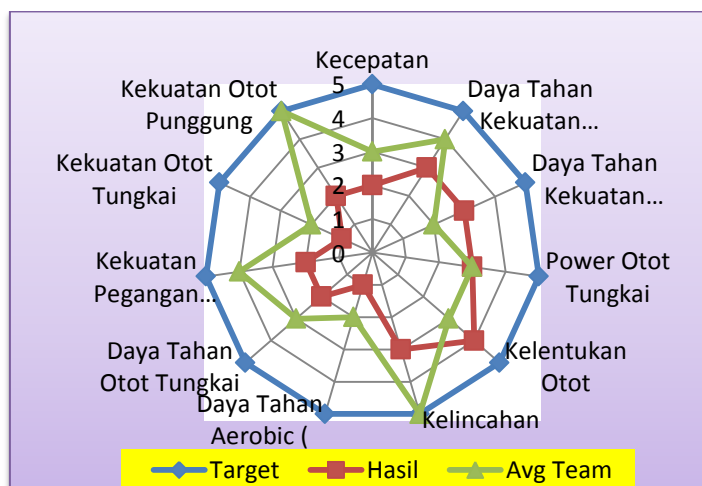 Kecepatan
Kekuatan Otot
Punggung
Daya Tahan
Kekuatan...
Kekuatan Otot
Tungkai
Daya Tahan
Kekuatan...
Kekuatan
Pegangan...
Power Otot
Tungkai
Daya Tahan
Otot Tungkai
Kelentukan
Otot
Daya Tahan
Aerobic (
Kelincahan
5
4
3
2
1
0
Target
Hasil
Avg Team